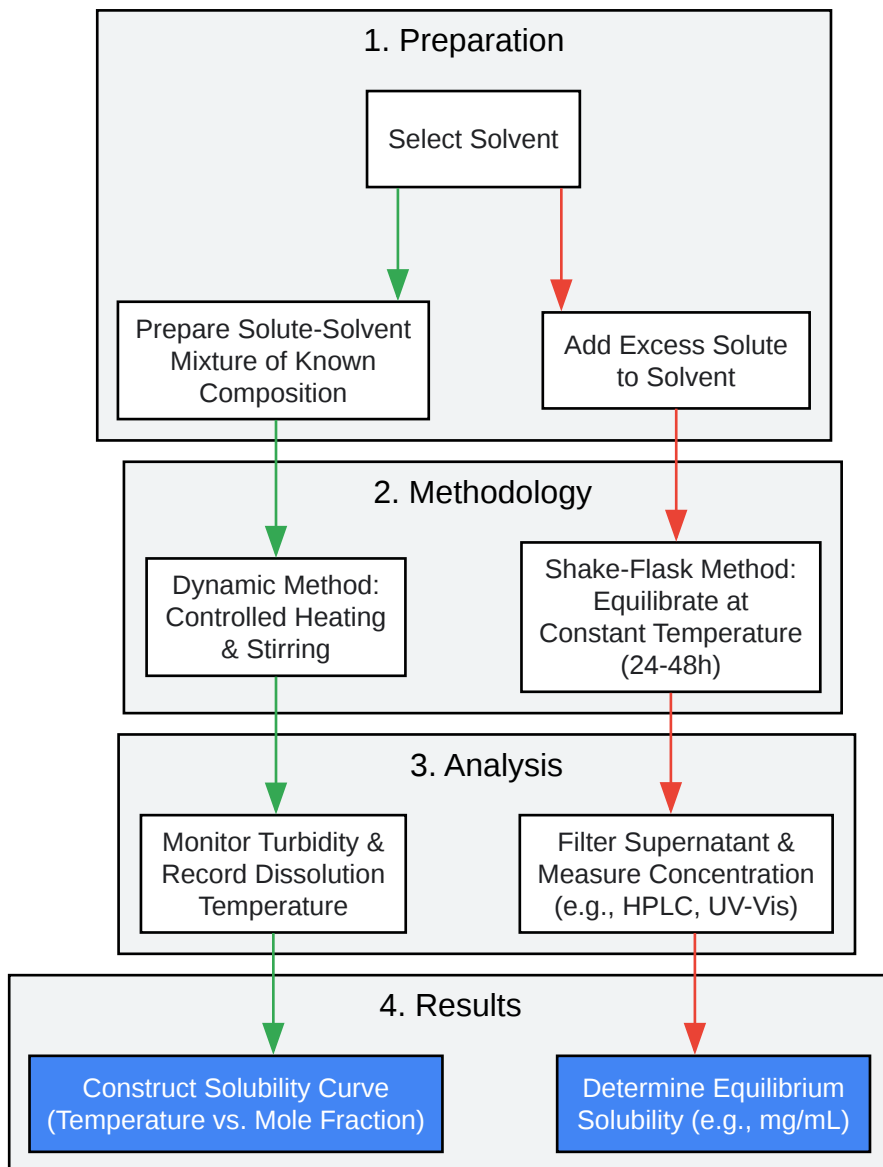 1. Preparation
Select Solvent
Prepare Solute-Solvent
Mixture of Known
Composition
Add Excess Solute
to Solvent
2. Methodology
Dynamic Method:
Controlled Heating
& Stirring
Shake-Flask Method:
Equilibrate at
Constant Temperature
(24-48h)
3. Analysis
Monitor Turbidity &
Record Dissolution
Temperature
Filter Supernatant &
Measure Concentration
(e.g., HPLC, UV-Vis)
4. Results
Construct Solubility Curve
(Temperature vs. Mole Fraction)
Determine Equilibrium
Solubility (e.g., mg/mL)